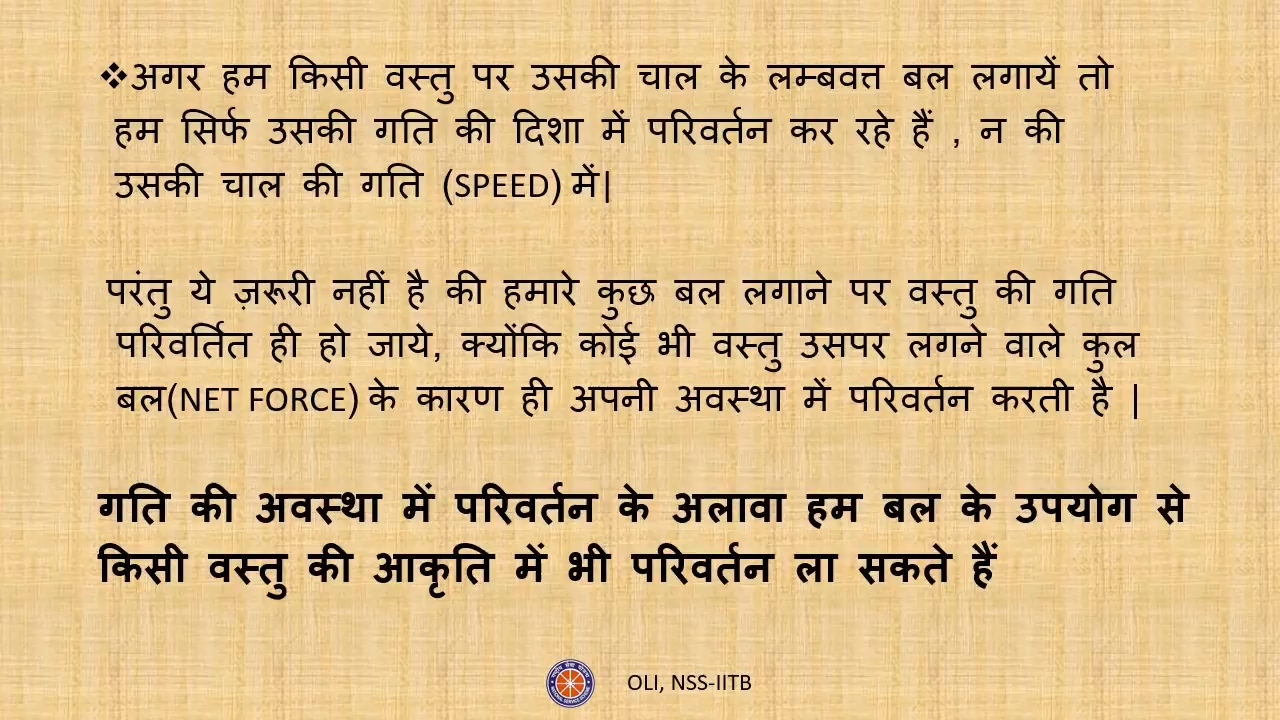 ❖अगर हम किसी वस्तु पर उसकी चाल के लम्बवत्त बल लगायें तो
हम सिर्फ उसकी गति की दिशा में परिवर्तन कर रहे हैं , न की
उसकी चाल की गति (SPEED) में|
परंतु ये ज़रूरी नहीं है की हमारे कुछ बल लगाने पर वस्तु की गति
परिवर्तित ही हो जाये, क्योंकि कोई भी वस्तु उसपर लगने वाले कुल
बल(NET FORCE) के कारण ही अपनी अवस्था में परिवर्तन करती है |
गति की अवस्था में परिवर्तन के अलावा हम बल के उपयोग से
किसी वस्तु की आकृति में भी परिवर्तन ला सकते हैं
OLI, NSS-IITB